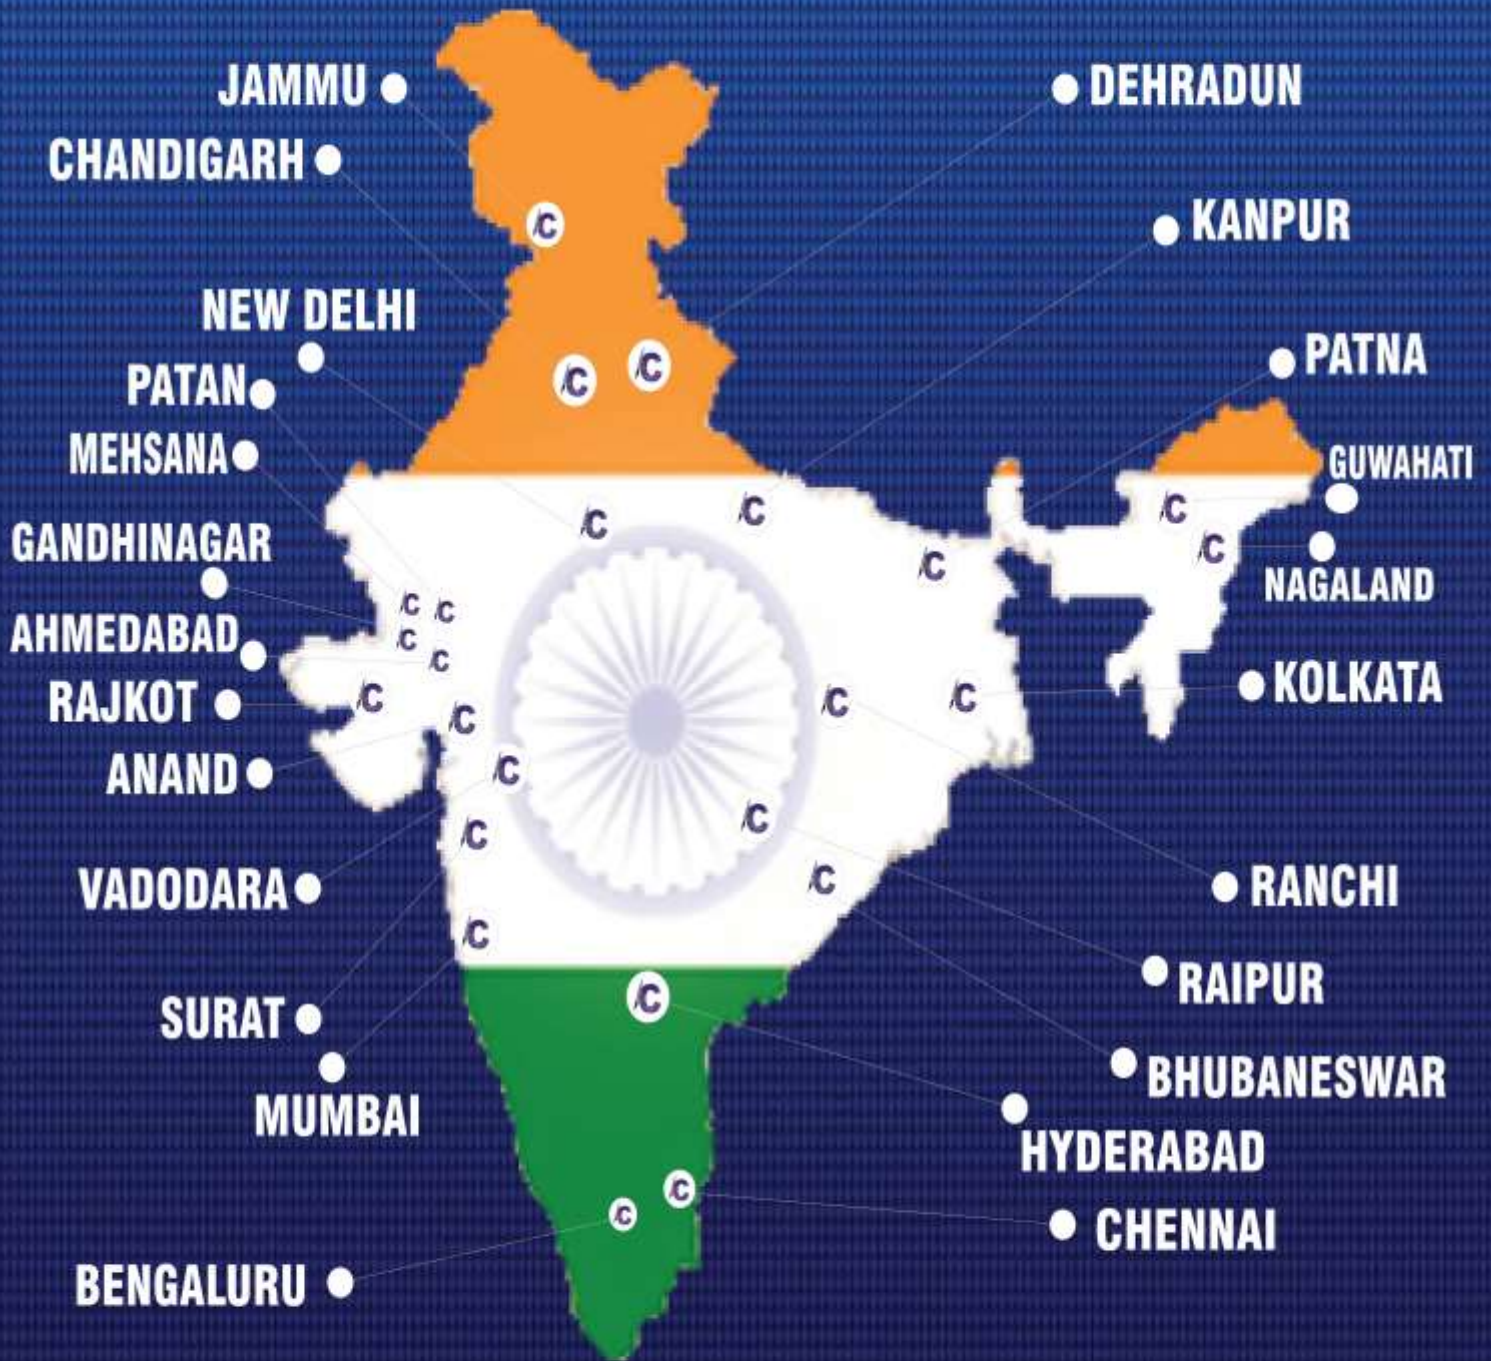 JAMMU
CHANDIGARH
NEW DELHI
PATAN
MEHSANA
GANDHINAGAR
AHMEDABAD
RAJKOT
ANAND
VADODARA
SURAT
MUMBAI
BENGALURU
DEHRADUN
KANPUR
PATNA
GUWAHATI
NAGALAND
KOLKATA
RANCHI
RAIPUR
BHUBANESWAR
HYDERABAD
CHENNAI